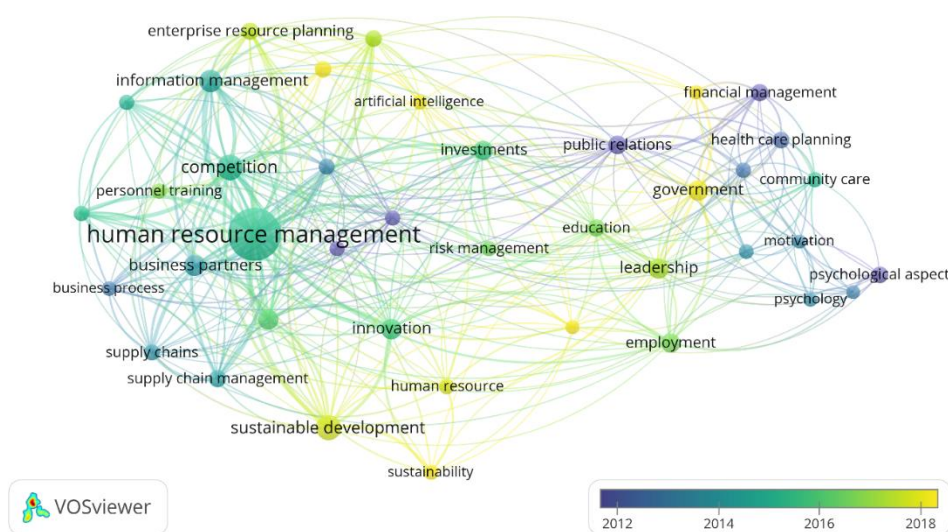 enterprise resource planning
information management
artificial intelligence
financial management
public relations
health care planning
investments
competition
community care
personnel training
government
education
human resource management
risk management
motivation
business partners
leadership
psychological aspect
business process
psychology
innovation
employment
supply chains
supply chain management
human resource
sustainable development
sustainability
VOSviewer
2012 2014 2016 2018